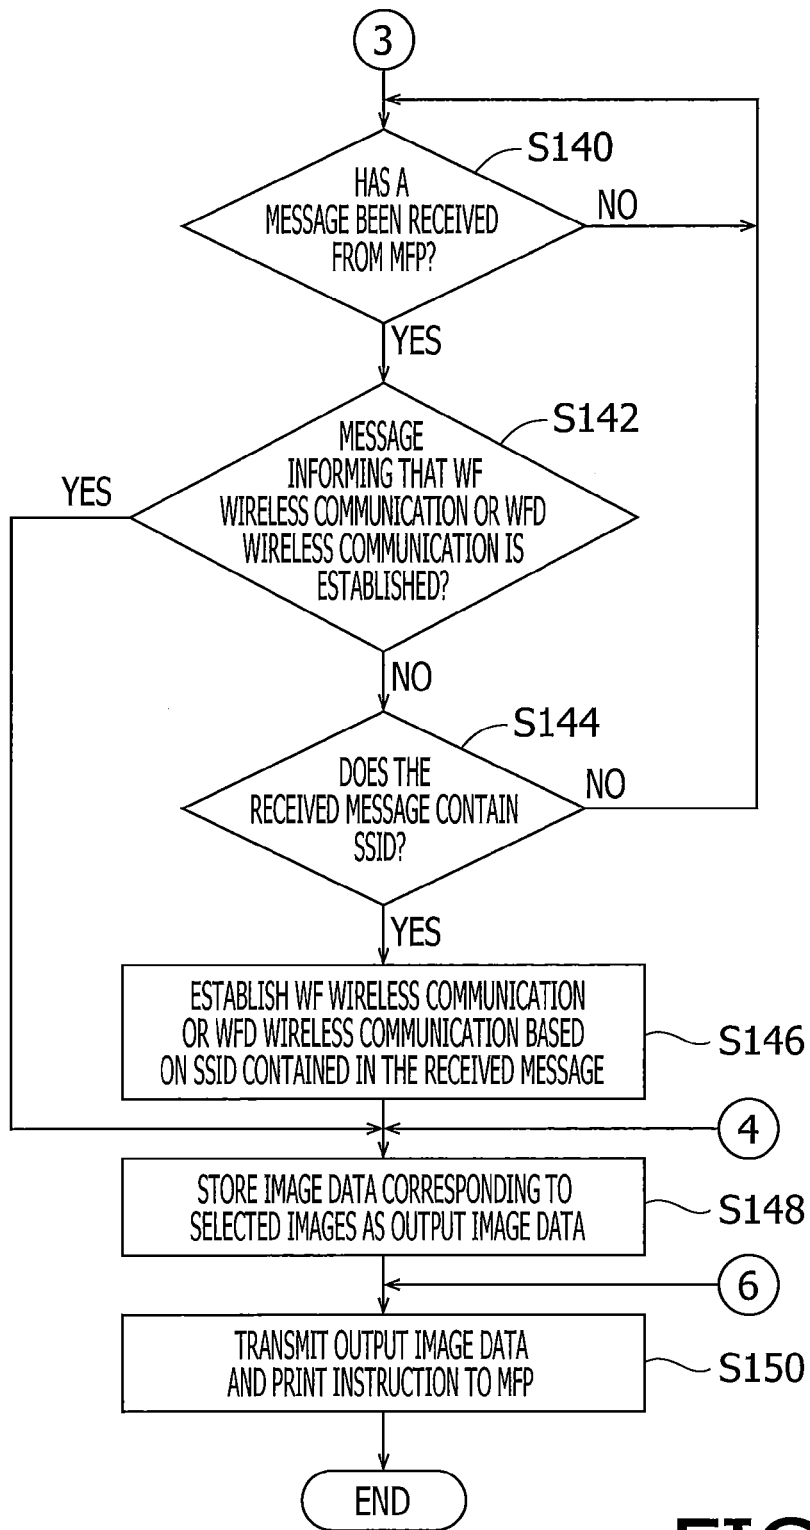 3
S140
HAS A
MESSAGE BEEN RECEIVED
FROM MFP?
NO
YES
S142
MESSAGE
INFORMING THAT WF
WIRELESS COMMUNICATION OR WFD
WIRELESS COMMUNICATION IS
ESTABLISHED?
YES
NO
S144
DOES THE
RECEIVED MESSAGE CONTAIN
SSID?
NO
YES
ESTABLISH WF WIRELESS COMMUNICATION
OR WFD WIRELESS COMMUNICATION BASED
ON SSID CONTAINED IN THE RECEIVED MESSAGE
S146
4
STORE IMAGE DATA CORRESPONDING TO
SELECTED IMAGES AS OUTPUT IMAGE DATA
S148
6
TRANSMIT OUTPUT IMAGE DATA
AND PRINT INSTRUCTION TO MFP
S150
END